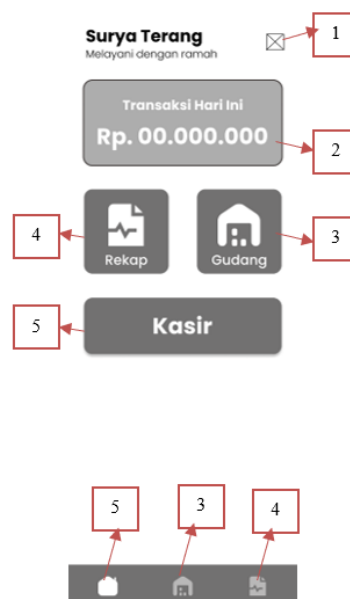 Surya Terang
1
Melayani dengan ramah
Transaksi Hari Ini
Rp. 00.000.000
2
4
Rekap
Gudang
3
5
Kasir
5
3
4